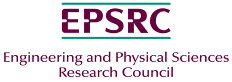 EPSRC
Engineering and Physical Sciences
Research Council